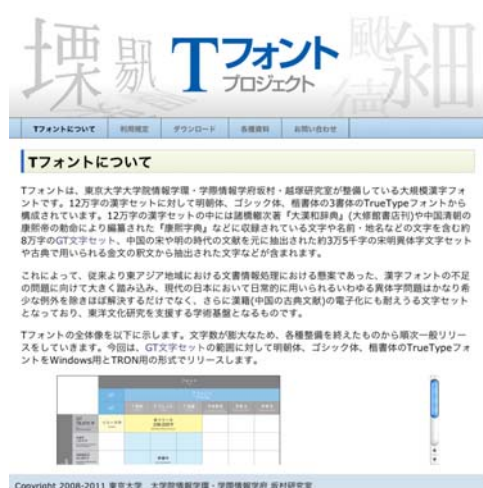 Tフォント
プロジェクト
Tフォントについて 利用規定 ダウンロード 各種資料 お問い合わせ
Tフォントについて
Tフォントは、東京大学大学院情報学環・学際情報学府坂村・越塚研究室が整備している大規模漢字フォ
ントです。12万字の漢字セットに対して明朝体、ゴシック体、楷書体の3書体のTrueTypeフォントから
構成されています。12万字の漢字セットの中には諸橋轍次著『大漢和辞典』(大修館書店刊)や中国清朝の
康熙帝の勅命により編纂された『康熙字典』などに収録されている文字や名前・地名などの文字を含む約
8万字のGT文字セット、中国の宋や明の時代の文献を元に抽出された約3万5千字の宋明異体字文字セット
や古典で用いられる金文の釈文から抽出された文字などが含まれます。
これによって、従来より東アジア地域における文書情報処理における懸案であった、漢字フォントの不足
の問題に向けて大きく踏み込み、現代の日本において日常的に用いられるいわゆる異体字問題はかなり希
少な例外を除きほぼ解決するだけでなく、さらに漢籍(中国の古典文献)の電子化にも耐えうる文字セット
となっており、東洋文化研究を支援する学術基盤となるものです。
Tフォントの全体像を以下に示します。文字数が膨大なため、各種整備を終えたものから順次一般リリー
スをしていきます。今回は、GT文字セットの範囲に対して明朝体、ゴシック体、楷書体のTrueTypeフォ
ントをWindows用とTRON用の形式でリリースします。
Copyright 2008-2011 東京大学 大学院情報学環・学際情報学府 坂村研究室.